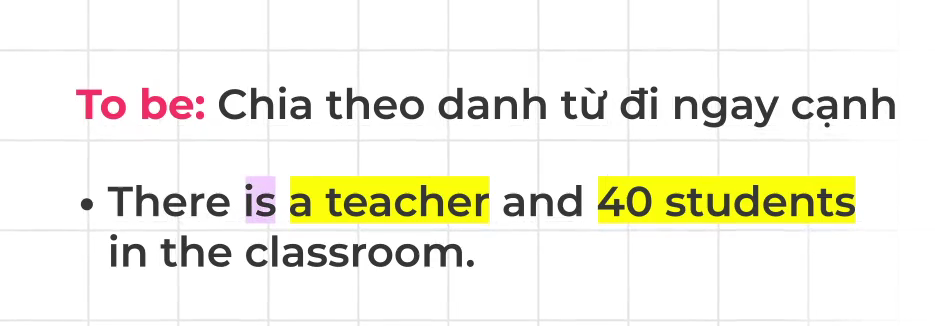 To be: Chia theo danh từ đi ngay cạnh
• There is a teacher and 40 students
in the classroom.